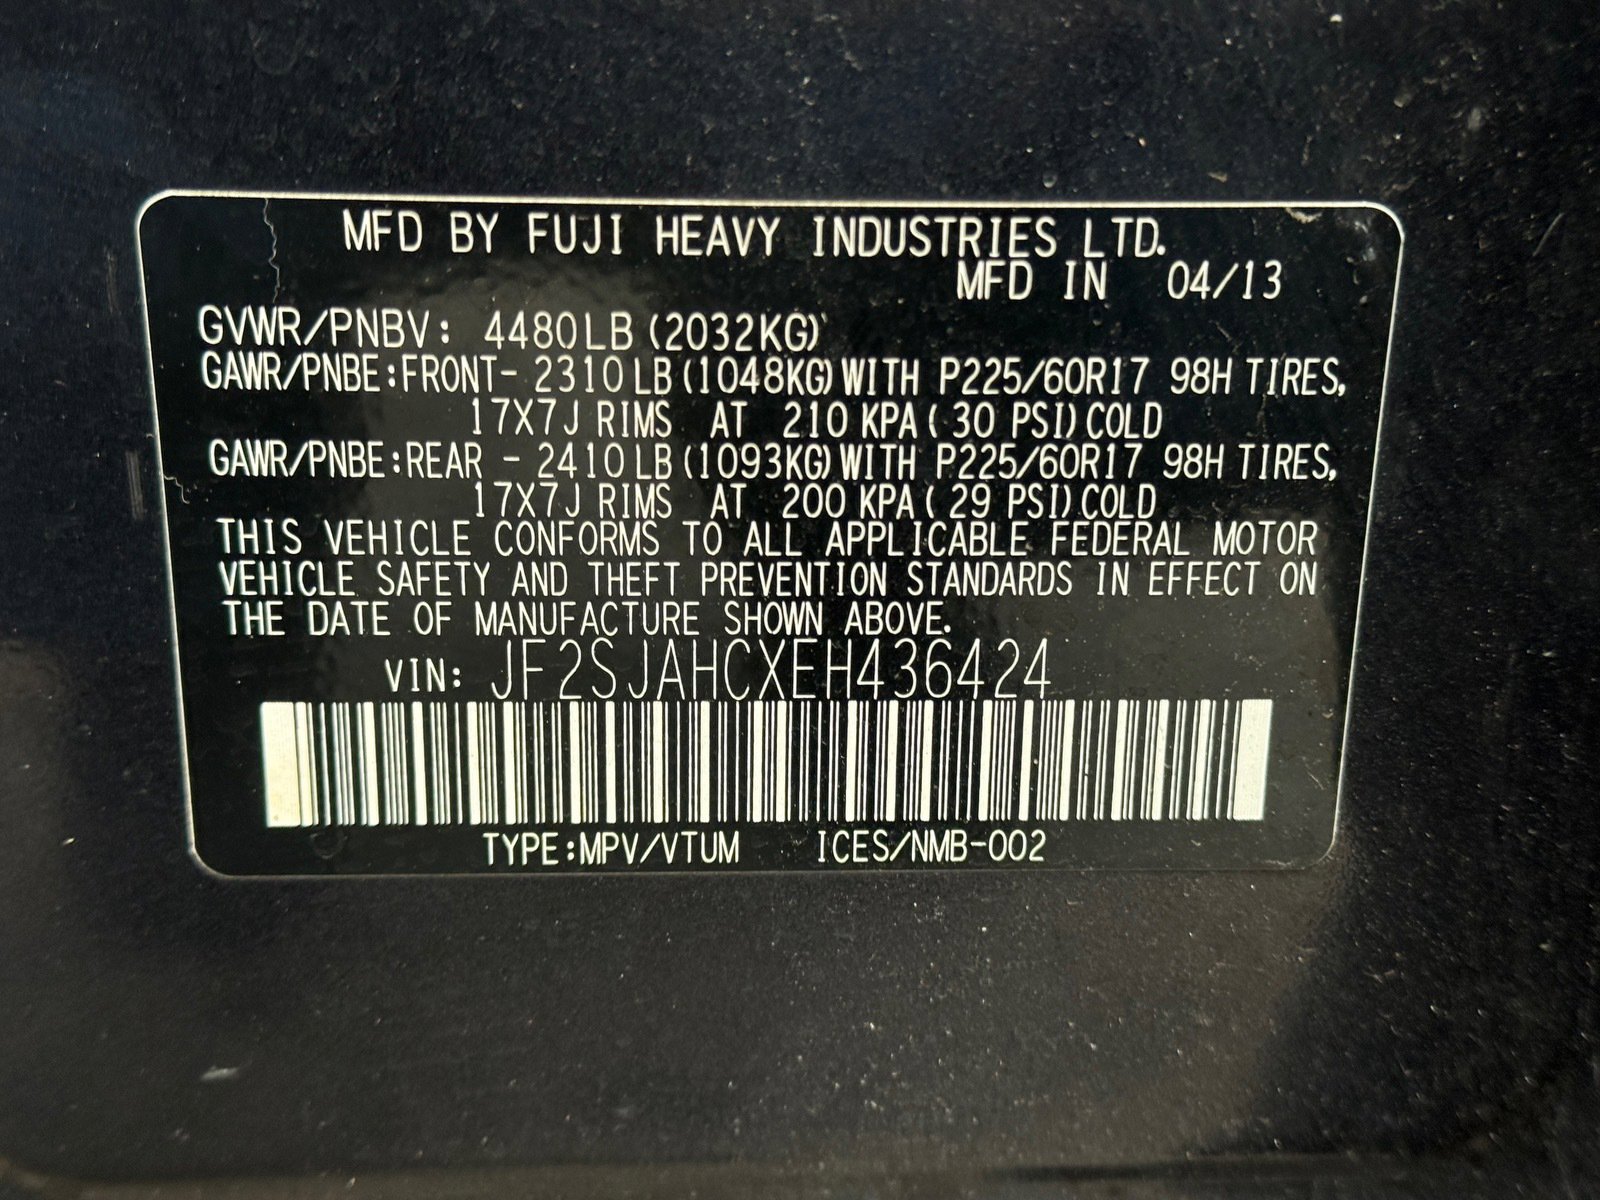 MFD BY FUJI HEAVY INDUSTRIES LTD.
MFD IN 04/13
GVWR/PNBV: 4480LB (2032KG)
GAWR/PNBE:FRONT- 2310LB (1048KG) WITH P225/60R17 98H TIRES,
17X7J RIMS AT 210 KPA (30 PSI) COLD
GAWR/PNBE:REAR - 2410LB (1093KG) WITH P225/60R17 98H TIRES,
17X7J RIMS AT 200 KPA (29 PSI) COLD
THIS VEHICLE CONFORMS TO ALL APPLICABLE FEDERAL MOTOR
VEHICLE SAFETY AND THEFT PREVENTION STANDARDS IN EFFECT ON
THE DATE OF MANUFACTURE SHOWN ABOVE.
VIN: JF2SJAHCXEH436424
TYPE:MPV/VTUM ICES/NMB-002